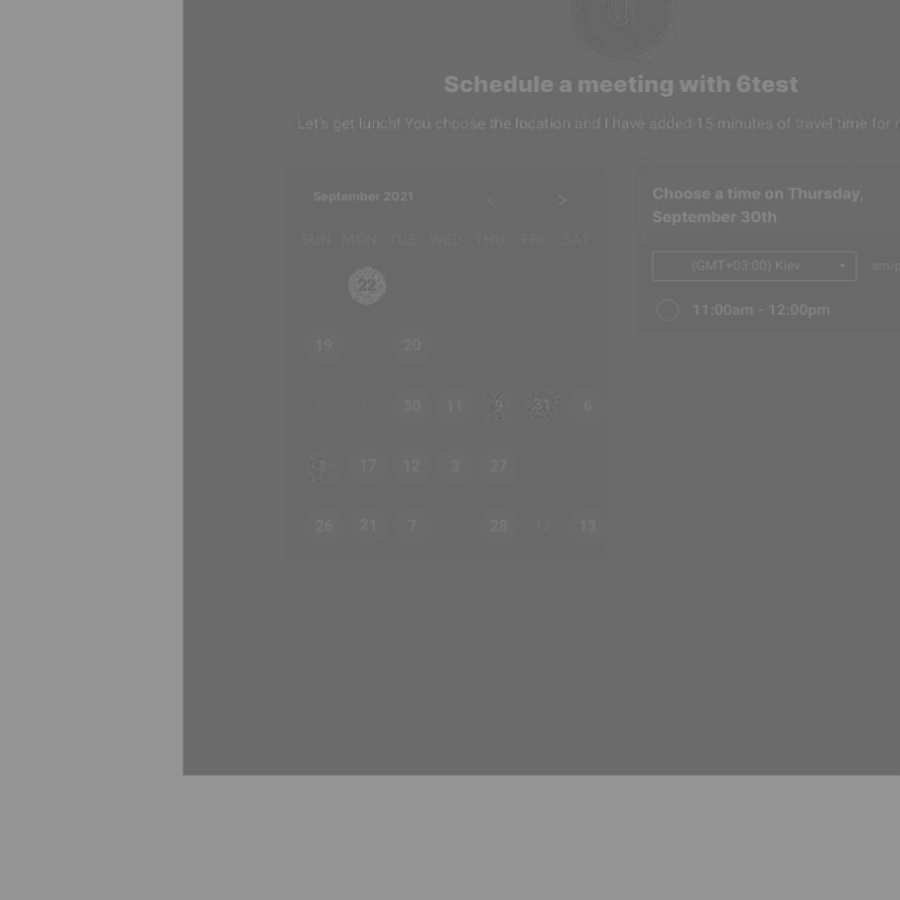 Schedule a meeting with 6test
Let's get lunch! You choose the location and I have added 15 minutes of travel time for
September 2021
SUN MON TUE WED THU FRI SAT
22
19 20
30 11 9 31 6
17 12 3 27
26 21 7 28 12 13
Choose a time on Thursday,
September 30th
(GMT+03:00) Kiev am/p
11:00am - 12:00pm